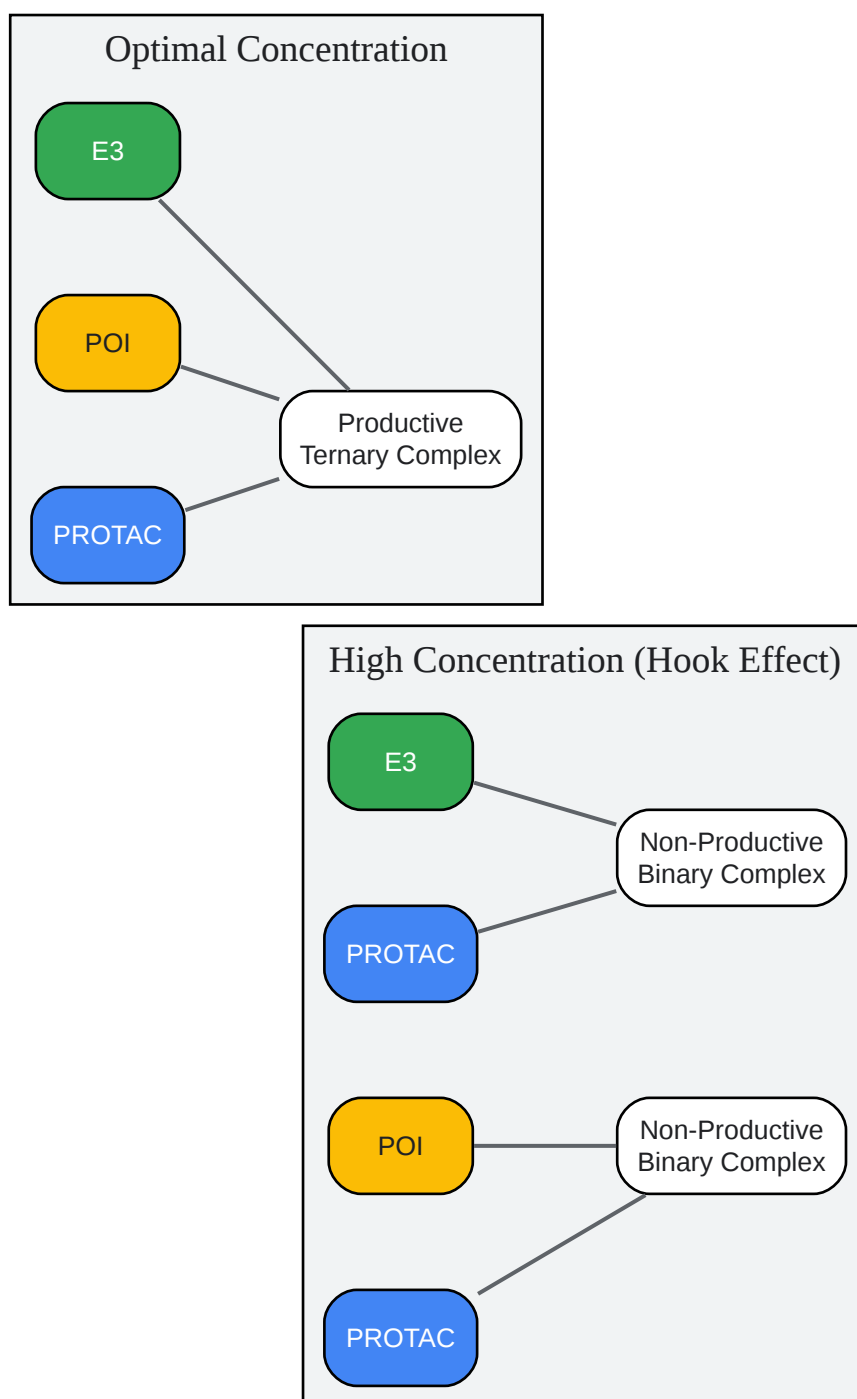 Optimal Concentration
E3
POI
Productive
Ternary Complex
PROTAC
High Concentration (Hook Effect)
E3
Non-Productive
Binary Complex
PROTAC
POI
Non-Productive
Binary Complex
PROTAC